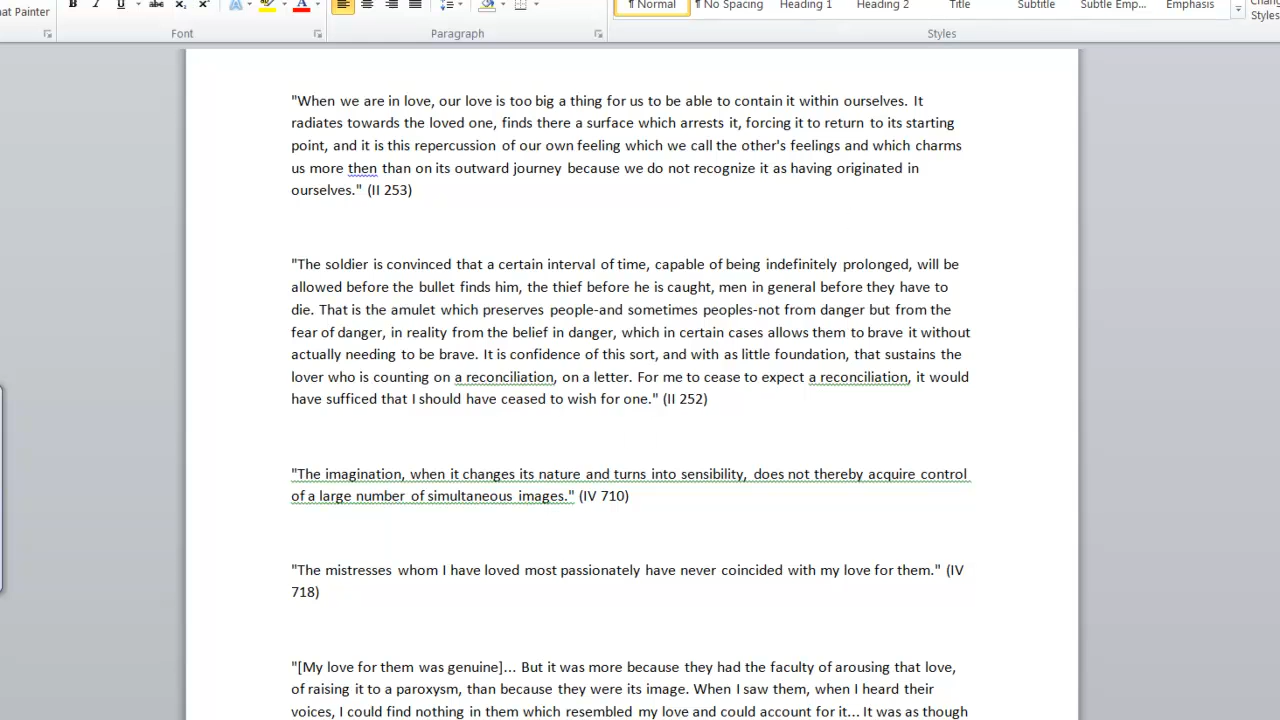 at Painter
B I U abc x₂ x² A A
Font
Paragraph
¶ Normal ¶ No Spacing Heading 1 Heading 2 Title Subtitle Subtle Emp... Emphasis
Styles
Styles
"When we are in love, our love is too big a thing for us to be able to contain it within ourselves. It
radiates towards the loved one, finds there a surface which arrests it, forcing it to return to its starting
point, and it is this repercussion of our own feeling which we call the other's feelings and which charms
us more then than on its outward journey because we do not recognize it as having originated in
ourselves." (II 253)
"The soldier is convinced that a certain interval of time, capable of being indefinitely prolonged, will be
allowed before the bullet finds him, the thief before he is caught, men in general before they have to
die. That is the amulet which preserves people-and sometimes peoples-not from danger but from the
fear of danger, in reality from the belief in danger, which in certain cases allows them to brave it without
actually needing to be brave. It is confidence of this sort, and with as little foundation, that sustains the
lover who is counting on a reconciliation, on a letter. For me to cease to expect a reconciliation, it would
have sufficed that I should have ceased to wish for one." (II 252)
"The imagination, when it changes its nature and turns into sensibility, does not thereby acquire control
of a large number of simultaneous images." (IV 710)
"The mistresses whom I have loved most passionately have never coincided with my love for them." (IV
718)
"[My love for them was genuine]... But it was more because they had the faculty of arousing that love,
of raising it to a paroxysm, than because they were its image. When I saw them, when I heard their
voices, I could find nothing in them which resembled my love and could account for it... It was as though